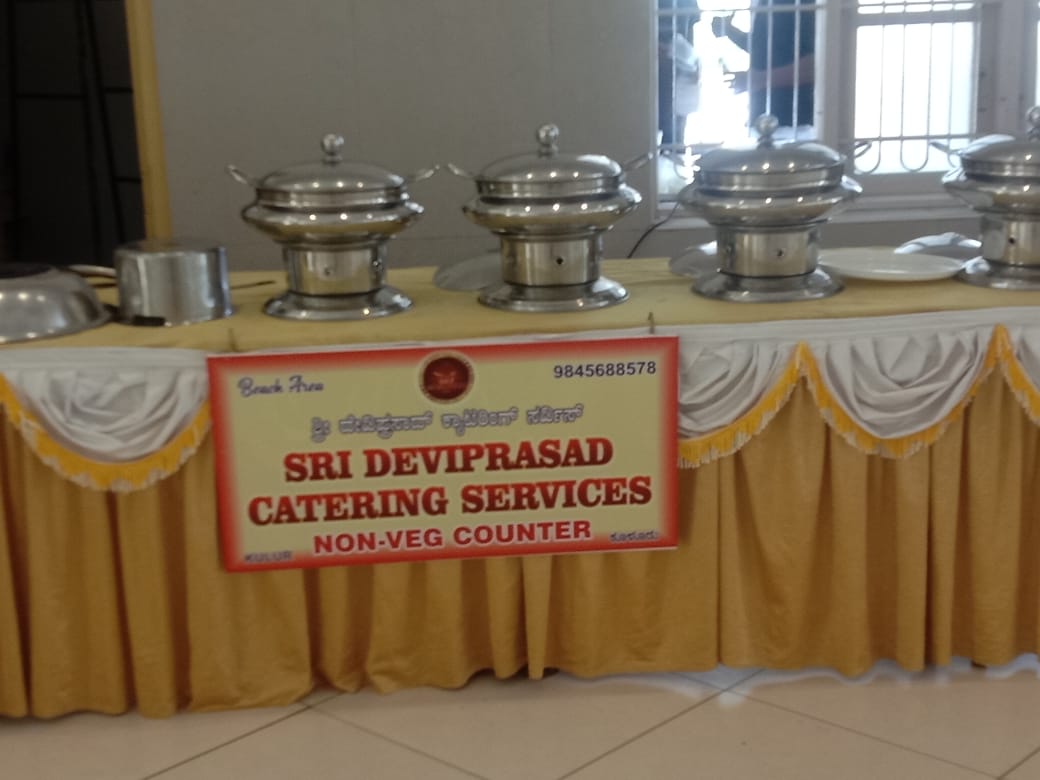 Beach Area
9845688578
ಶ್ರೀ ದೇವಿಪ್ರಸಾದ್ ಕ್ಯಾಟರಿಂಗ್ ಸರ್ವಿಸ್
SRI DEVIPRASAD
CATERING SERVICES
NON-VEG COUNTER
KULUR
ಕೂಳೂರು